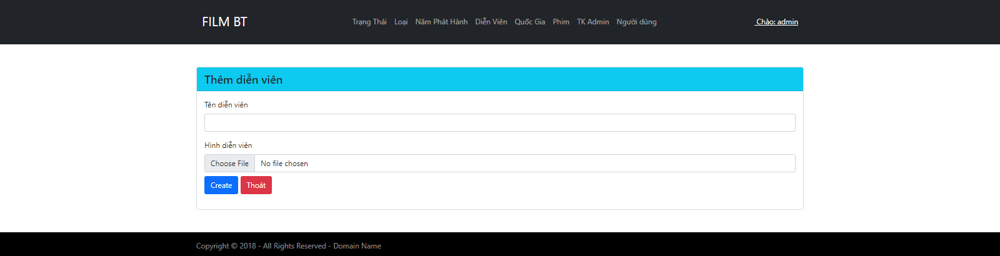 FILM BT Trạng Thái Loại Năm Phát Hành Diễn Viên Quốc Gia Phim TK Admin Người dùng Chào: admin
Thêm diễn viên
Tên diễn viên
Hình diễn viên
Choose File No file chosen
Create Thoát
Copyright © 2018 - All Rights Reserved - Domain Name